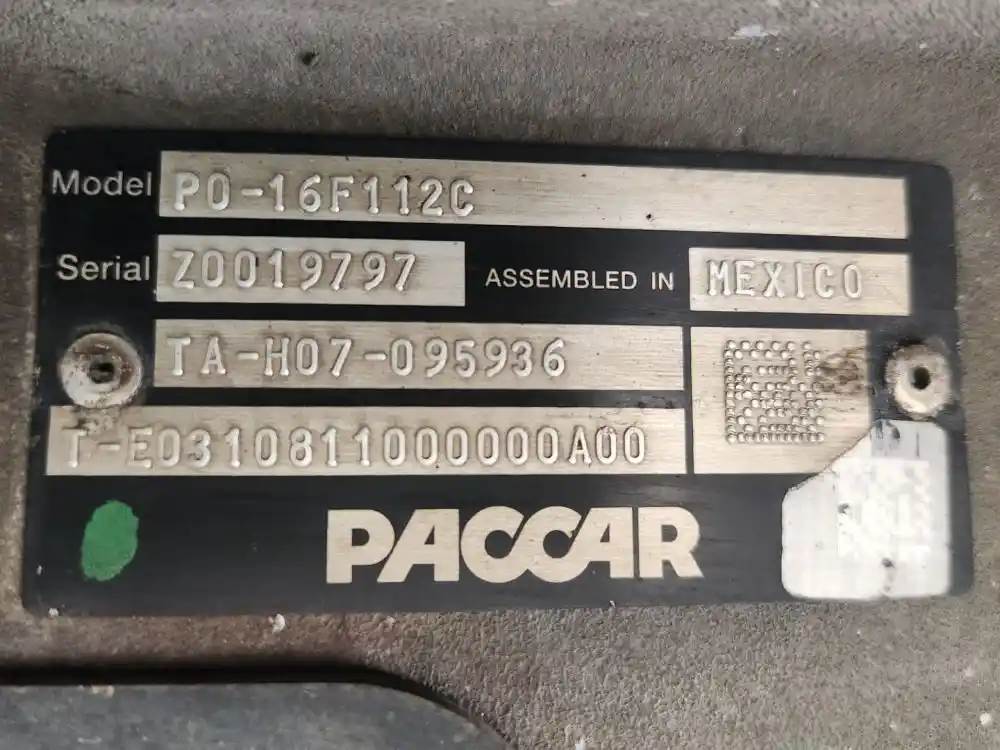 Model PO-16F112C
Serial Z0019797 ASSEMBLED IN MEXICO
TA-H07-095936
T-E0310811000000A00
PACCAR